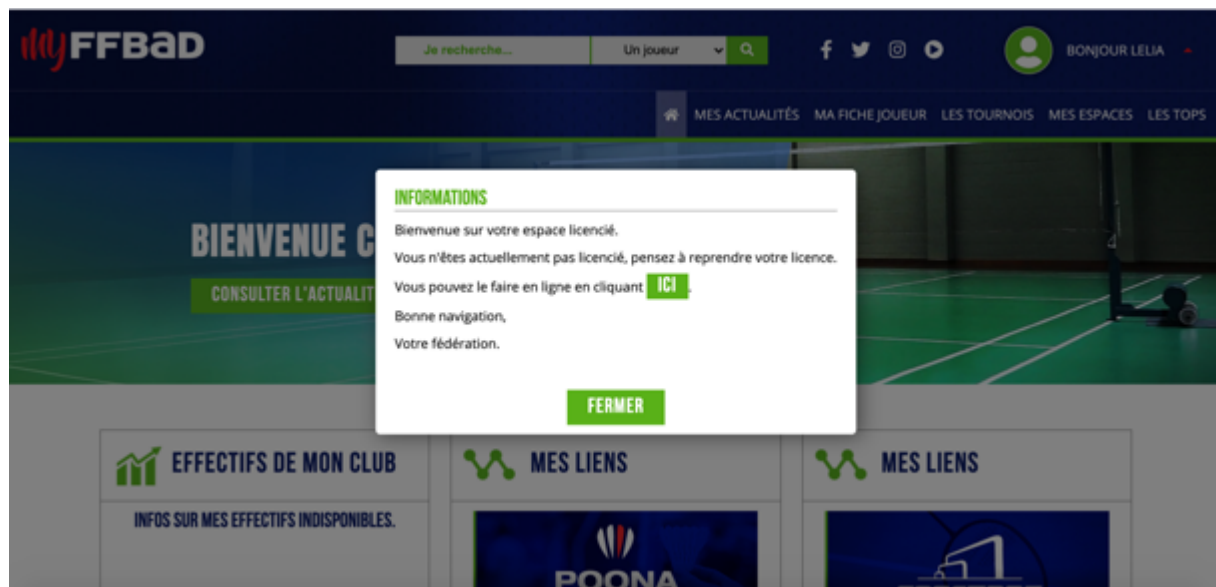 myFFBaD
Je recherche... Un joueur
BONJOUR LELIA
MES ACTUALITÉS MA FICHE JOUEUR LES TOURNOIS MES ESPACES LES TOPS
BIENVENUE C
CONSULTER L'ACTUALIT
INFORMATIONS
Bienvenue sur votre espace licencié.
Vous n'êtes actuellement pas licencié, pensez à reprendre votre licence.
Vous pouvez le faire en ligne en cliquant ICI .
Bonne navigation,
Votre fédération.
FERMER
EFFECTIFS DE MON CLUB
INFOS SUR MES EFFECTIFS INDISPONIBLES.
MES LIENS
POONA
MES LIENS